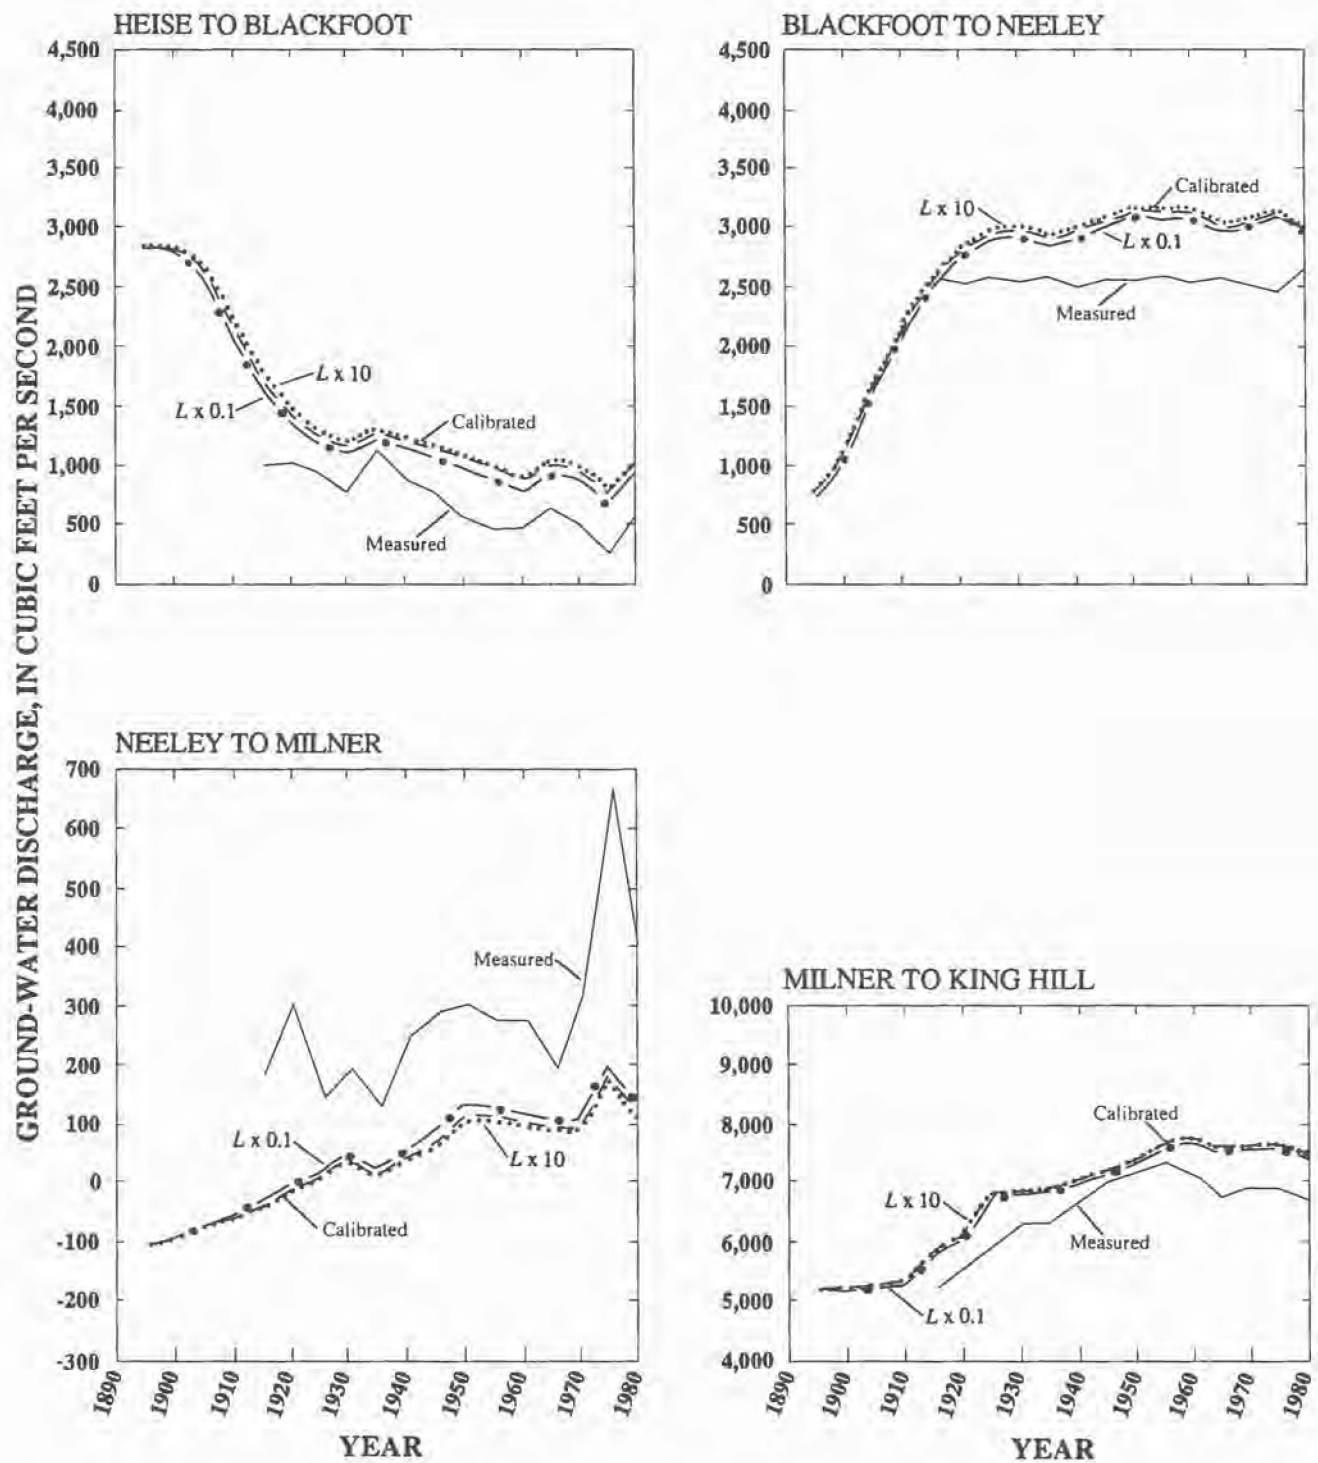 GROUND-WATER DISCHARGE, IN CUBIC FEET PER SECOND
HEISE TO BLACKFOOT
4,500
4,000
3,500
3,000
2,500
2,000
1,500
1,000
500
0
L x 10
L x 0.1
Calibrated
Measured
BLACKFOOT TO NEELEY
4,500
4,000
3,500
3,000
2,500
2,000
1,500
1,000
500
0
Calibrated
L x 10
L x 0.1
Measured
NEELEY TO MILNER
700
600
500
400
300
200
100
0
-100
-200
-300
Measured
L x 0.1
L x 10
Calibrated
1890
1900
1910
1920
1930
1940
1950
1960
1970
1980
YEAR
MILNER TO KING HILL
10,000
9,000
8,000
7,000
6,000
5,000
4,000
Calibrated
L x 10
Measured
L x 0.1
1890
1900
1910
1920
1930
1940
1950
1960
1970
1980
YEAR